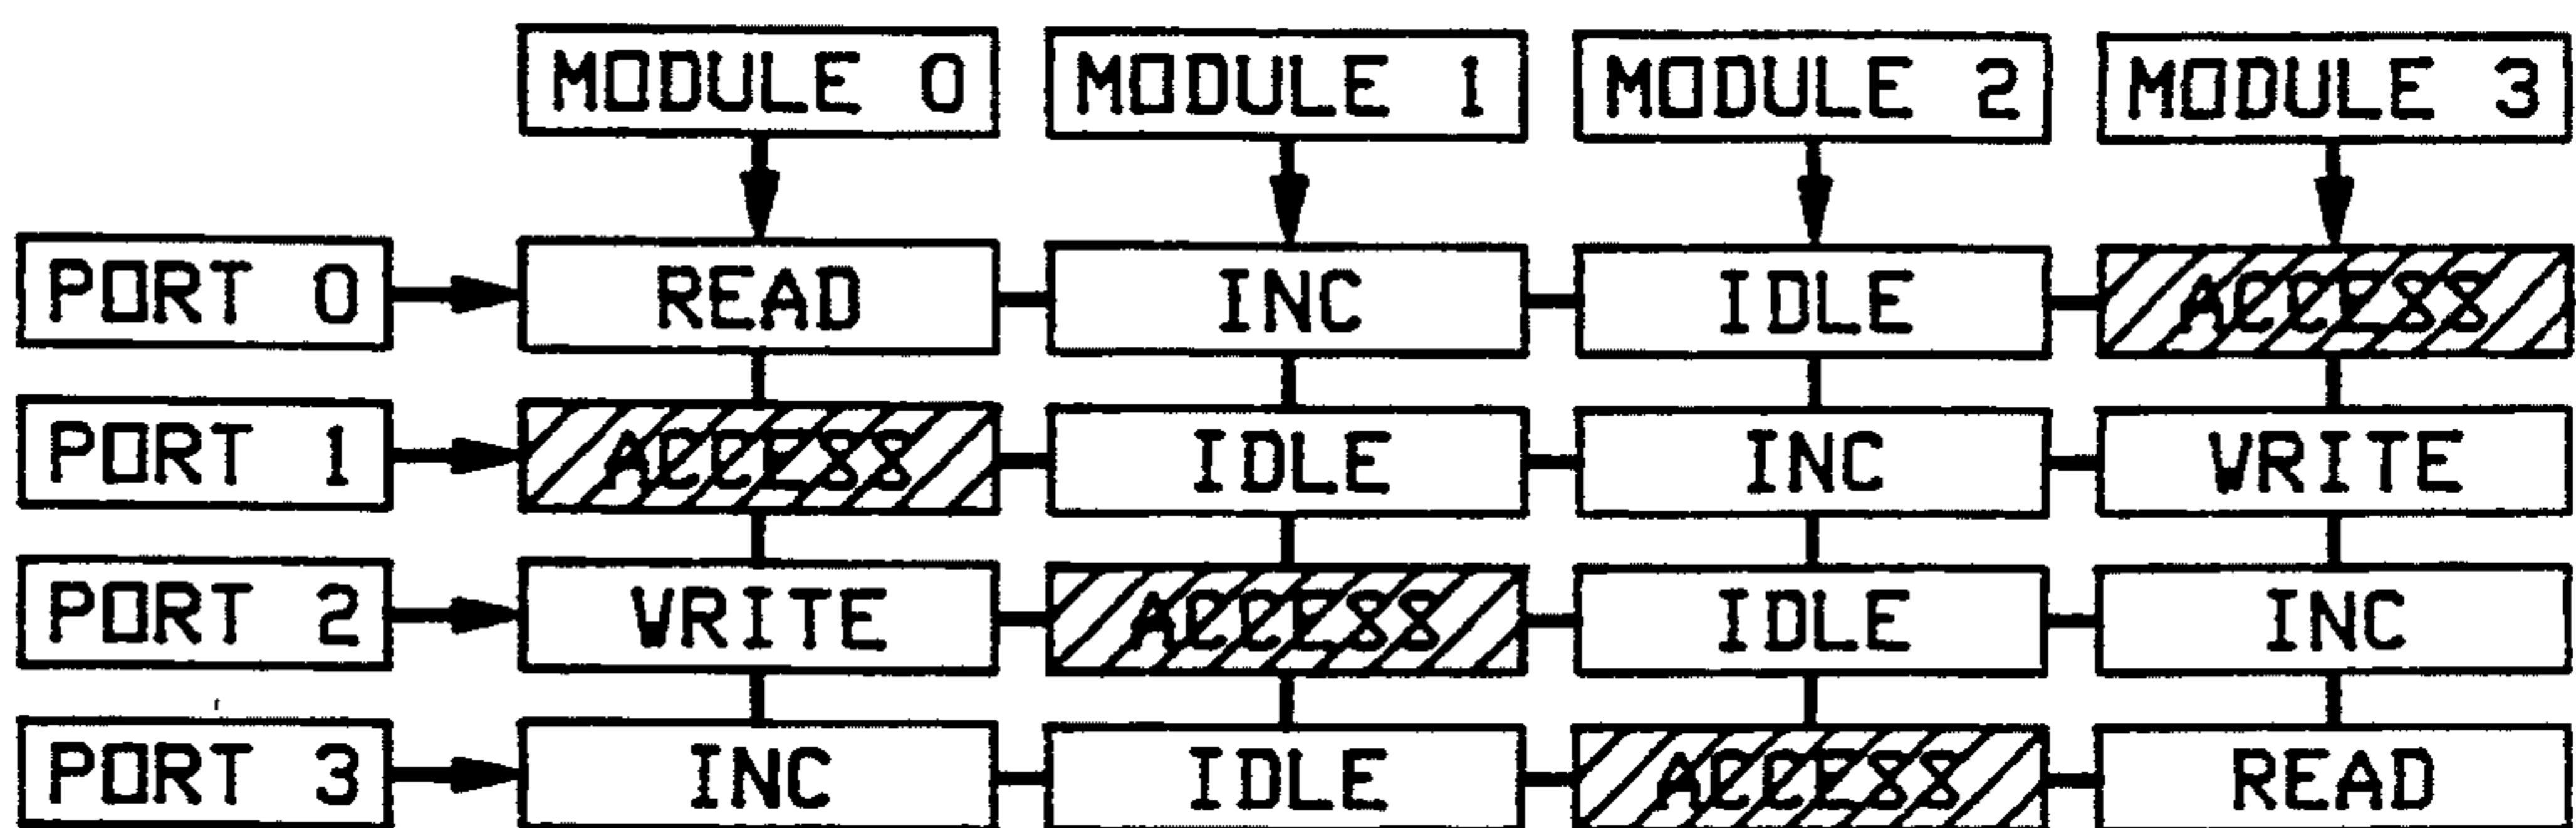 MODULE 0 MODULE 1 MODULE 2 MODULE 3
PORT 0 READ INC IDLE ACCESS
PORT 1 ACCESS IDLE INC WRITE
PORT 2 WRITE ACCESS IDLE INC
PORT 3 INC IDLE ACCESS READ